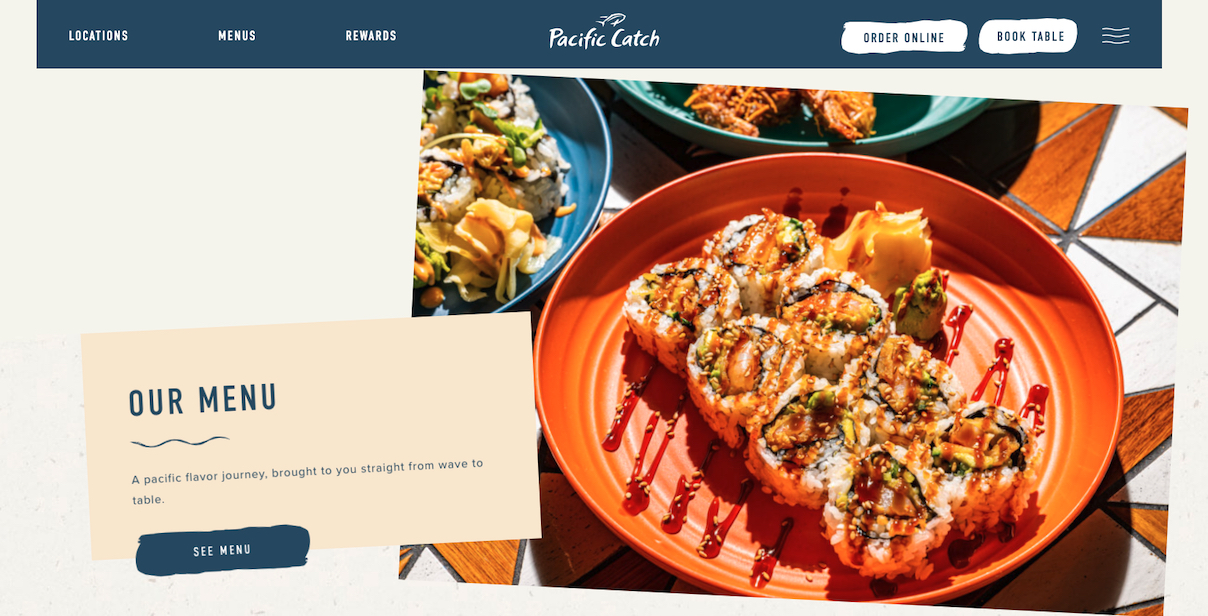 LOCATIONS
MENUS
REWARDS
Pacific Catch
ORDER ONLINE
BOOK TABLE
OUR MENU
A pacific flavor journey, brought to you straight from wave to
table.
SEE MENU